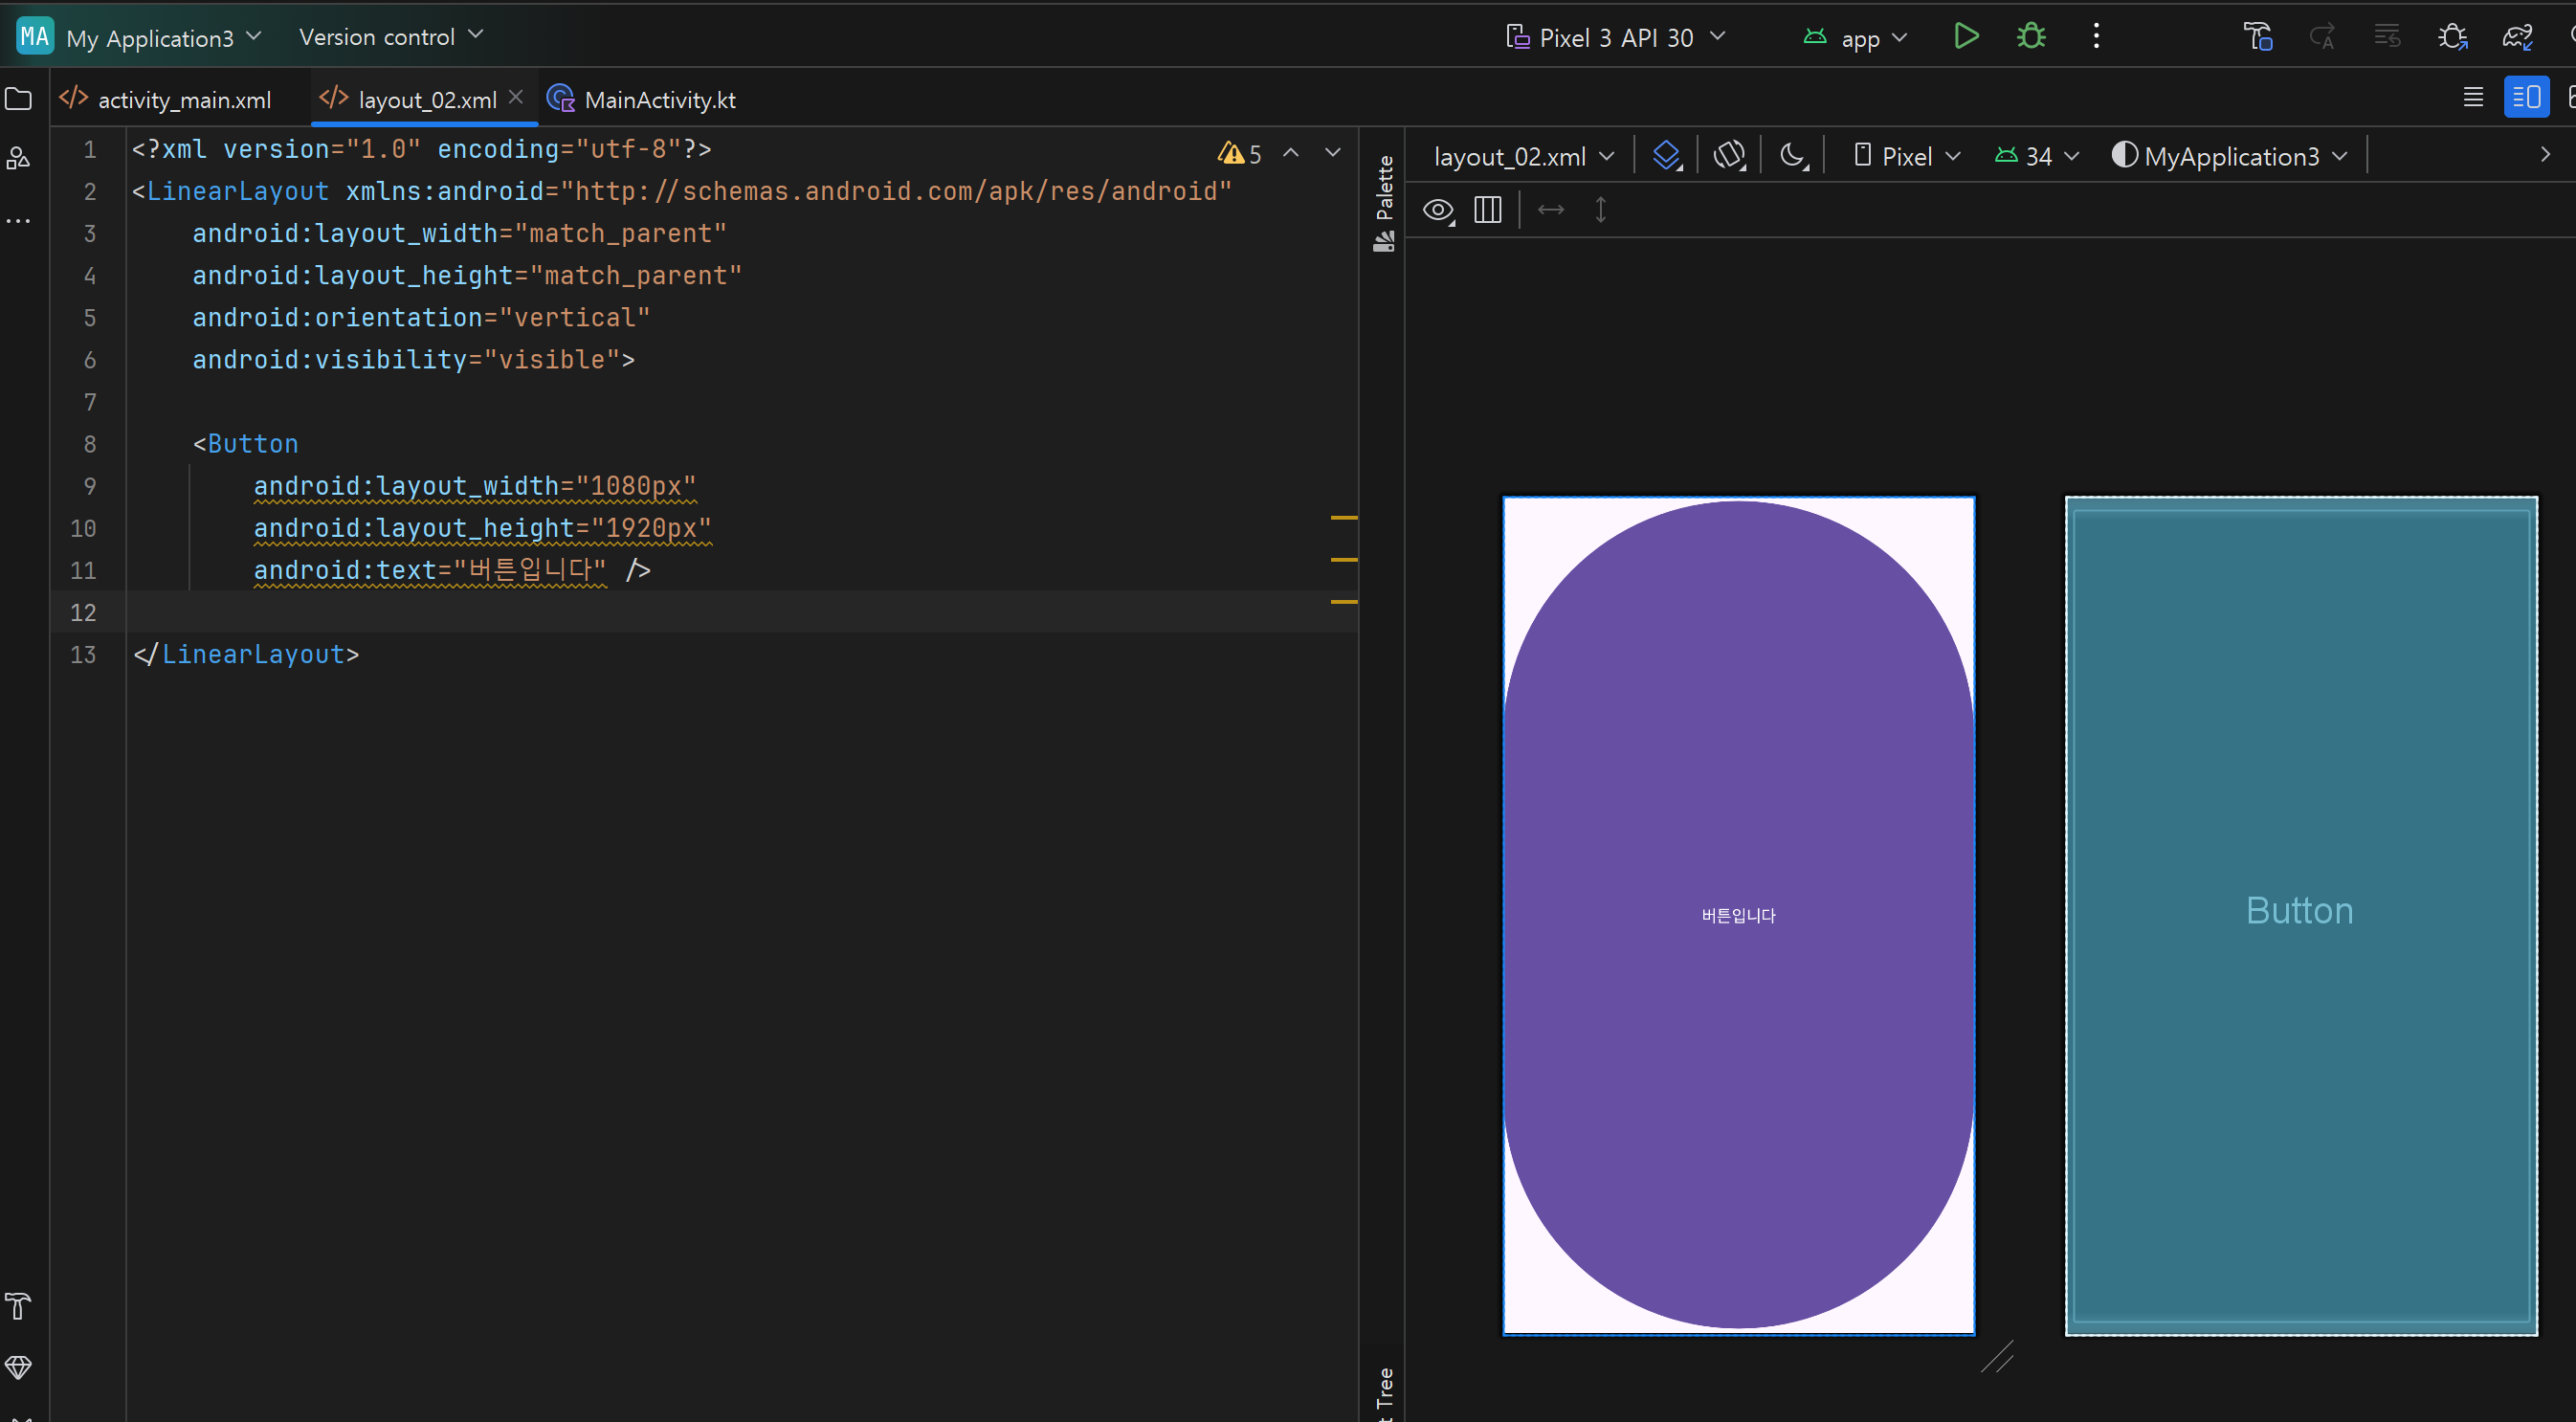 MA My Application3 Version control Pixel 3 API 30 app
activity_main.xml layout_02.xml MainActivity.kt
1 <?xml version="1.0" encoding="utf-8"?> 5
2 <LinearLayout xmlns:android="http://schemas.android.com/apk/res/android"
3 android:layout_width="match_parent"
4 android:layout_height="match_parent"
5 android:orientation="vertical"
6 android:visibility="visible">
7
8 <Button
9 android:layout_width="1080px"
10 android:layout_height="1920px"
11 android:text="버튼입니다" />
12
13 </LinearLayout>
Palette
layout_02.xml Pixel 34 MyApplication3
버튼입니다
Button
t Tree